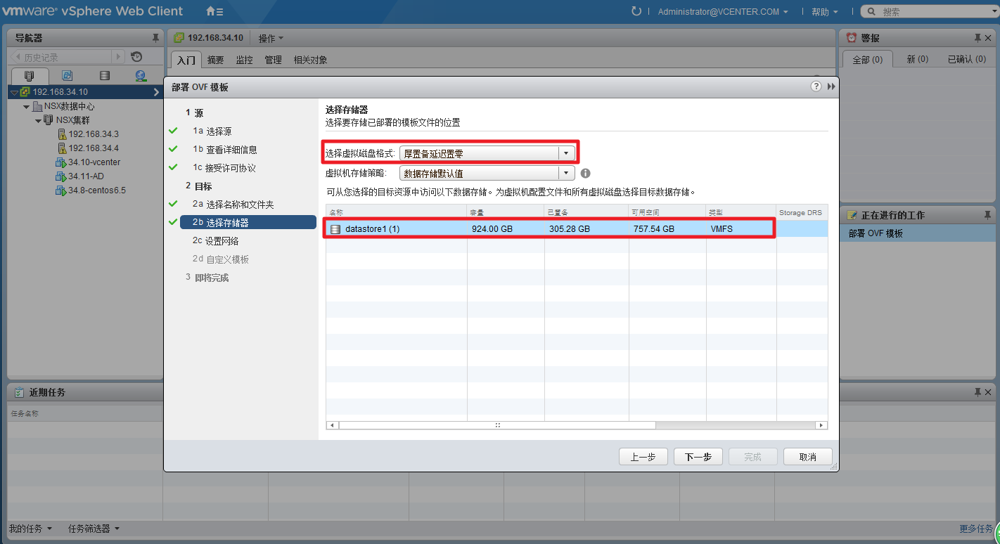 vmware® vSphere Web Client
Administrator@VCENTER.COM
帮助
搜索
导航器
历史记录
192.168.34.10
NSX数据中心
NSX集群
192.168.34.3
192.168.34.4
34.10-vcenter
34.11-AD
34.8-centos6.5
192.168.34.10
操作
入门 摘要 监控 管理 相关对象
部署 OVF 模板
1 源
1a 选择源
1b 查看详细信息
1c 接受许可协议
2 目标
2a 选择名称和文件夹
2b 选择存储器
2c 设置网络
2d 自定义模板
3 即将完成
选择存储器
选择要存储已部署的模板文件的位置
选择虚拟磁盘格式: 厚置备延迟置零
虚拟机存储策略: 数据存储默认值
可从您选择的目标资源中访问以下数据存储。为虚拟机配置文件和所有虚拟磁盘选择目标数据存储。
名称 容量 已置备 可用空间 类型 Storage DRS
datastore1 (1) 924.00 GB 305.28 GB 757.54 GB VMFS
上一步 下一步 完成 取消
警报
全部 (0) 新 (0) 已确认 (0)
正在进行的工作
部署 OVF 模板
近期任务
任务名称
我的任务 任务筛选器
更多任务